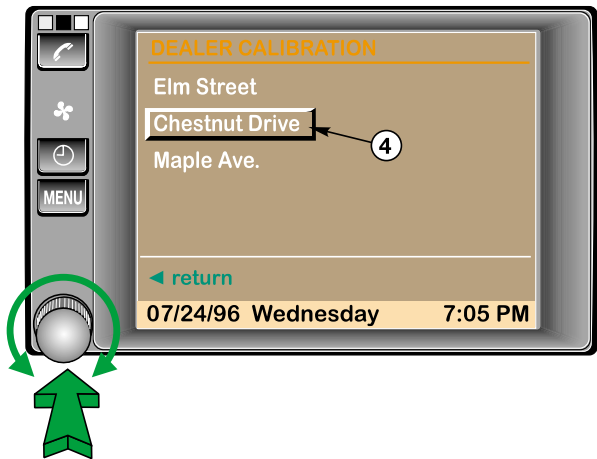 DEALER CALIBRATION
Elm Street
Chestnut Drive
4
Maple Ave.
MENU
◄ return
07/24/96 Wednesday 7:05 PM